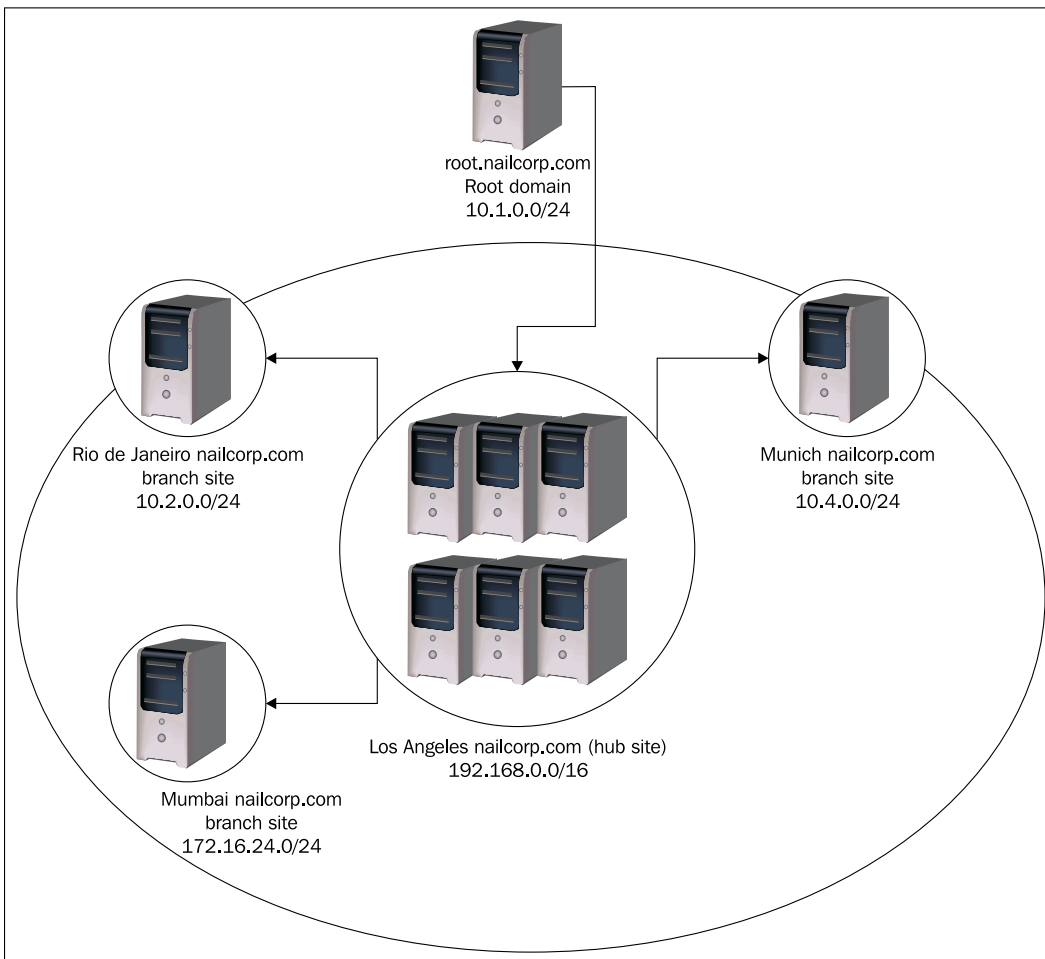 root.nailcorp.com
Root domain
10.1.0.0/24
Rio de Janeiro nailcorp.com
branch site
10.2.0.0/24
Munich nailcorp.com
branch site
10.4.0.0/24
Los Angeles nailcorp.com (hub site)
192.168.0.0/16
Mumbai nailcorp.com
branch site
172.16.24.0/24